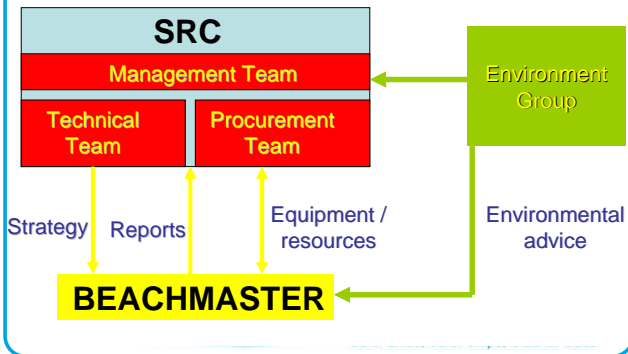 SRC
Management Team
Environment
Group
Technical
Team
Procurement
Team
Strategy
Reports
Equipment /
resources
Environmental
advice
BEACHMASTER